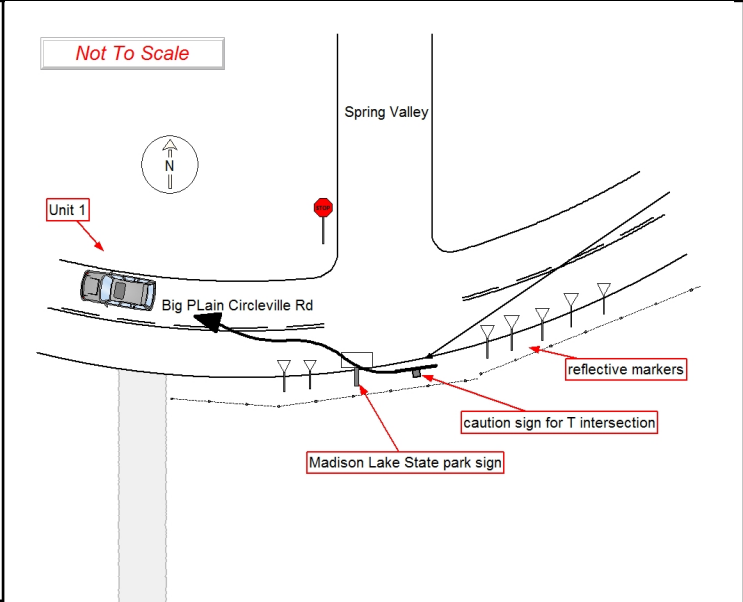 Not To Scale
Spring Valley
N
STOP
Unit 1
Big PLain Circleville Rd
reflective markers
caution sign for T intersection
Madison Lake State park sign